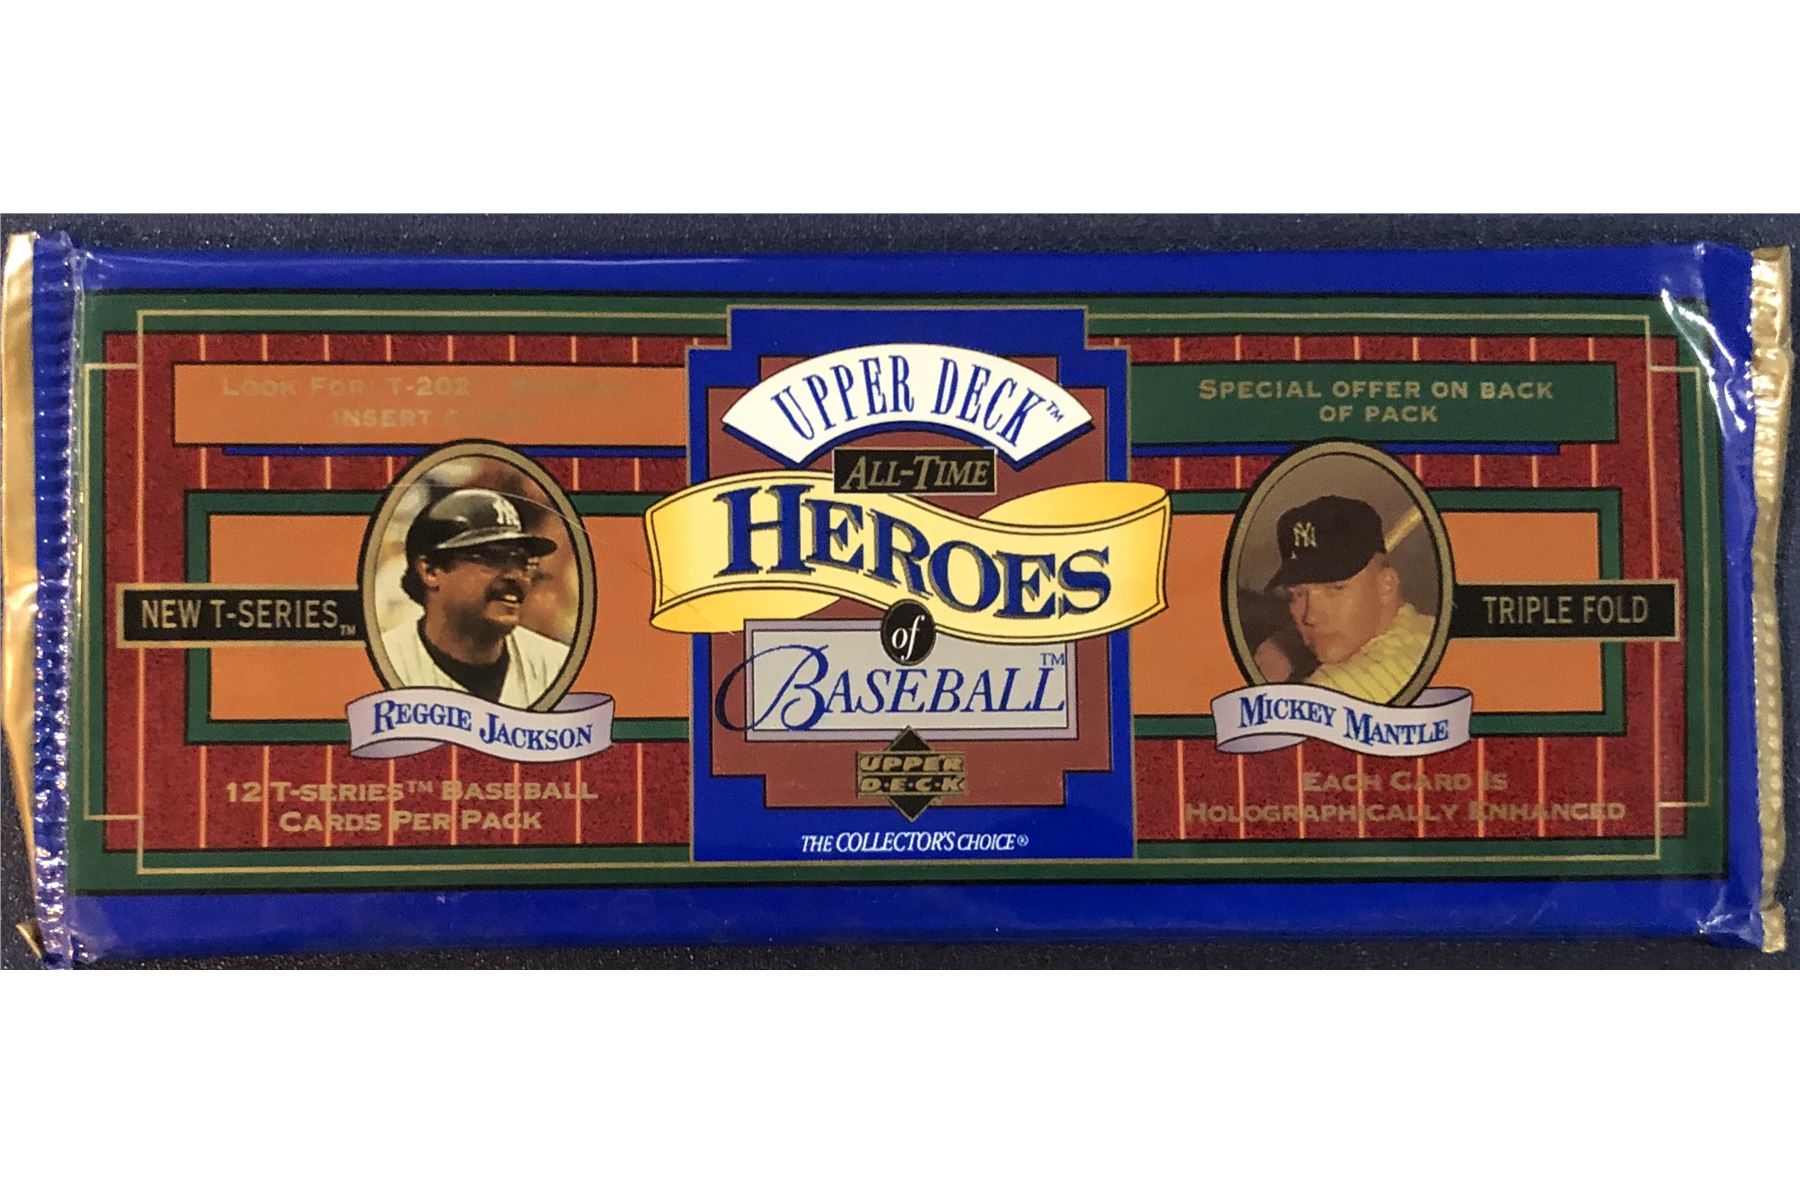 LOOK FOR T-202
INSERT
NEW T-SERIES™
REGGIE JACKSON
12 T-SERIES™ BASEBALL
CARDS PER PACK
UPPER DECK™
ALL-TIME
HEROES
of
BASEBALL™
UPPER
D·E·C·K
THE COLLECTOR'S CHOICE®
SPECIAL OFFER ON BACK
OF PACK
TRIPLE FOLD
MICKEY MANTLE
EACH CARD IS
HOLOGRAPHICALLY ENHANCED
NY
NY